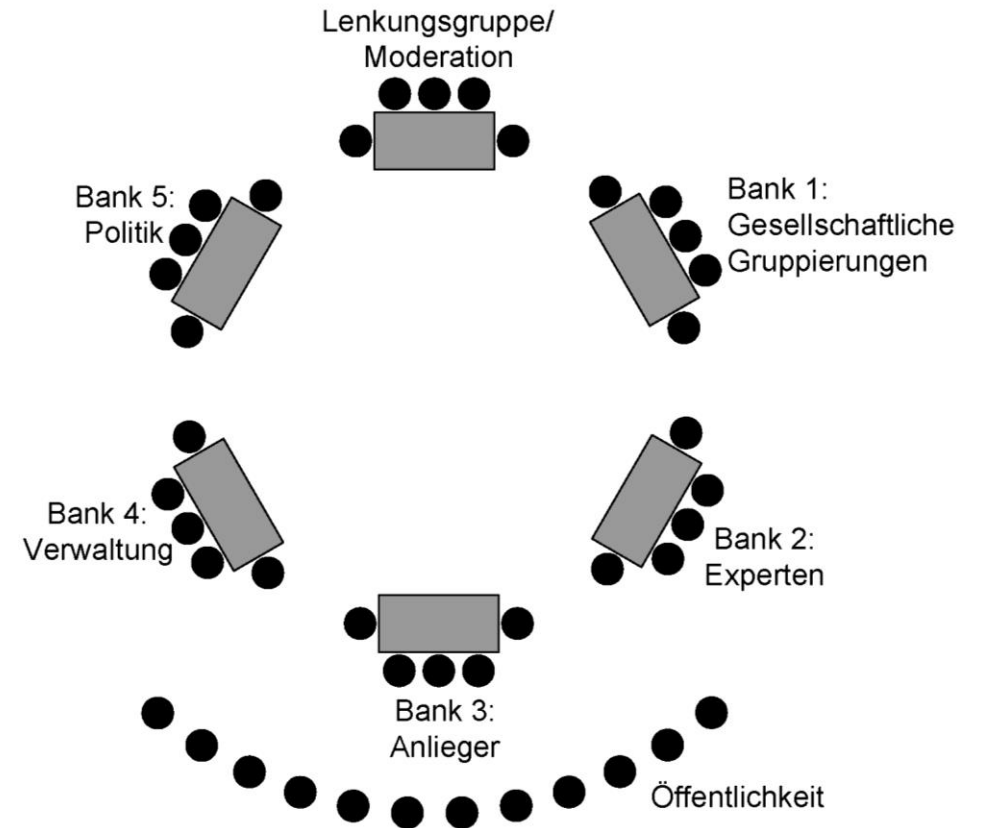 Lenkungsgruppe/
Moderation
Bank 5:
Politik
Bank 1:
Gesellschaftliche
Gruppierungen
Bank 4:
Verwaltung
Bank 2:
Experten
Bank 3:
Anlieger
Öffentlichkeit